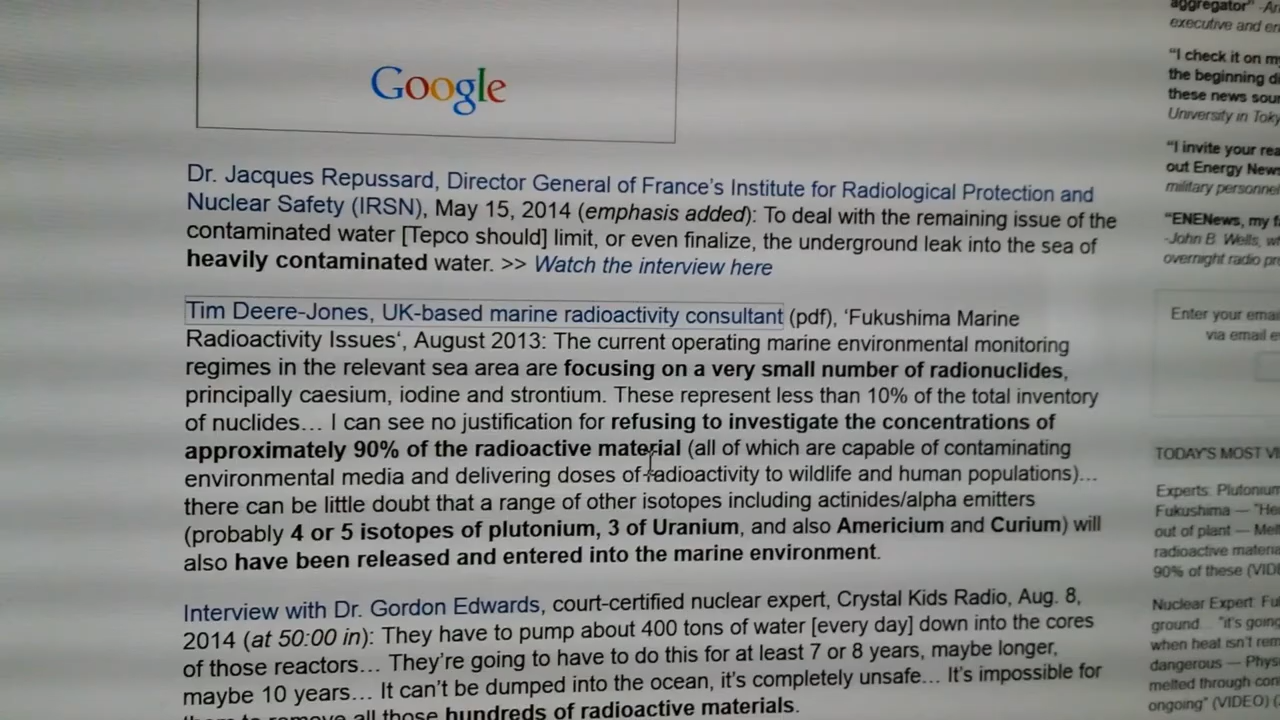 Google
Dr. Jacques Repussard, Director General of France's Institute for Radiological Protection and
Nuclear Safety (IRSN), May 15, 2014 (emphasis added): To deal with the remaining issue of the
contaminated water [Tepco should] limit, or even finalize, the underground leak into the sea of
heavily contaminated water. >> Watch the interview here
Tim Deere-Jones, UK-based marine radioactivity consultant (pdf), ‘Fukushima Marine
Radioactivity Issues‘, August 2013: The current operating marine environmental monitoring
regimes in the relevant sea area are focusing on a very small number of radionuclides,
principally caesium, iodine and strontium. These represent less than 10% of the total inventory
of nuclides… I can see no justification for refusing to investigate the concentrations of
approximately 90% of the radioactive material (all of which are capable of contaminating
environmental media and delivering doses of radioactivity to wildlife and human populations)…
there can be little doubt that a range of other isotopes including actinides/alpha emitters
(probably 4 or 5 isotopes of plutonium, 3 of Uranium, and also Americium and Curium) will
also have been released and entered into the marine environment.
Interview with Dr. Gordon Edwards, court-certified nuclear expert, Crystal Kids Radio, Aug. 8,
2014 (at 50:00 in): They have to pump about 400 tons of water [every day] down into the cores
of those reactors… They're going to have to do this for at least 7 or 8 years, maybe longer,
maybe 10 years… It can't be dumped into the ocean, it's completely unsafe… It's impossible for
all those hundreds of radioactive materials.
aggregator"
executive and
"I check it on
the beginning
these news
University in
"I invite your
out Energy News
military personnel
"ENENews, my
-John B. Wells,
overnight radio
Enter your
via email
TODAY'S MOST
Experts: Plutonium
Fukushima — "
out of plant —
radioactive
90% of these
Nuclear Expert:
ground… "it's going
when heat isn't
dangerous —
melted through
ongoing" (VIDEO)